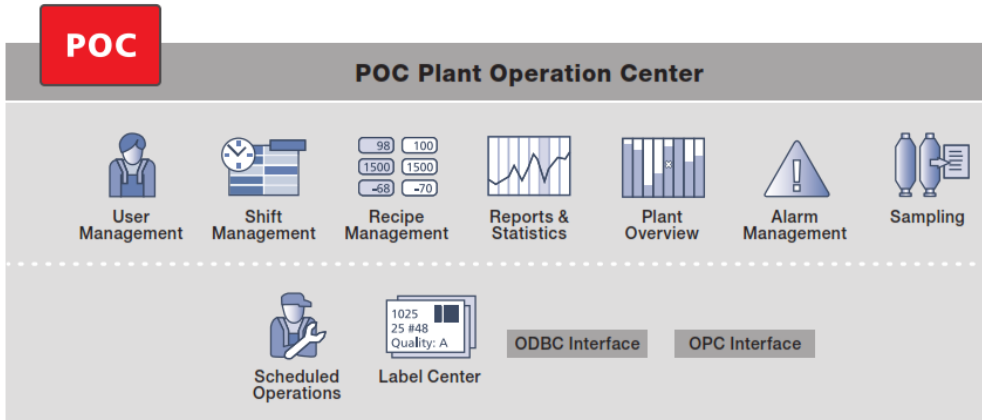 POC
POC Plant Operation Center
98 100
1500 1500
-68 -70
User
Management
Shift
Management
Recipe
Management
Reports &
Statistics
Plant
Overview
Alarm
Management
Sampling
1025
25 #48
Quality: A
Scheduled
Operations
Label Center
ODBC Interface
OPC Interface